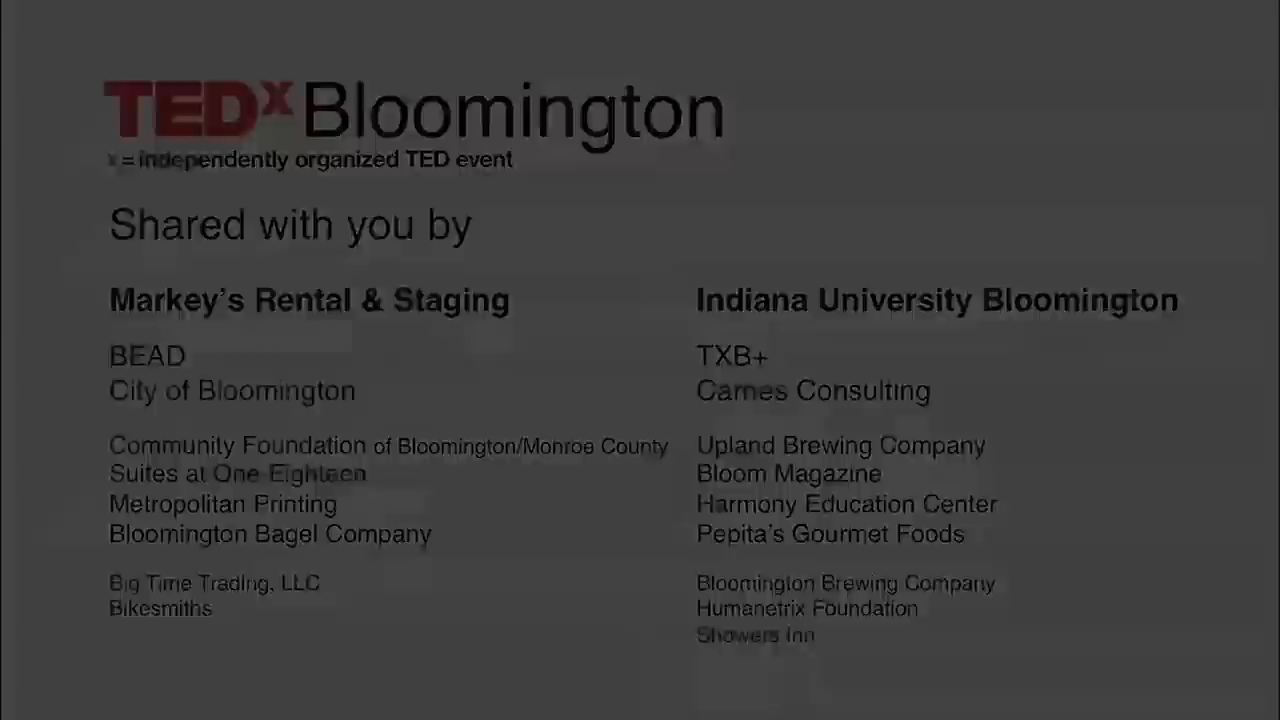 TEDx Bloomington
x = independently organized TED event
Shared with you by
Markey's Rental & Staging
BEAD
City of Bloomington
Community Foundation of Bloomington/Monroe County
Suites at One Eighteen
Metropolitan Printing
Bloomington Bagel Company
Big Time Trading, LLC
Bikesmiths
Indiana University Bloomington
TXB+
Carnes Consulting
Upland Brewing Company
Bloom Magazine
Harmony Education Center
Pepita's Gourmet Foods
Bloomington Brewing Company
Humanetrix Foundation
Showers Inn